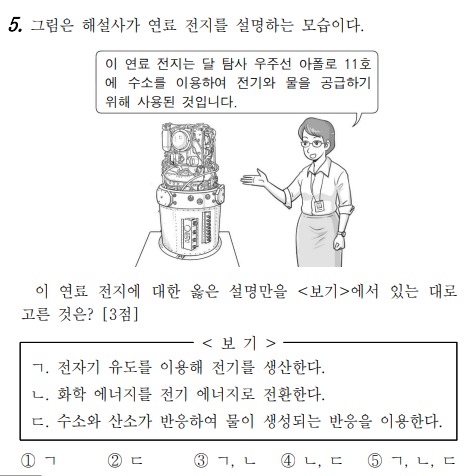 5. 그림은 해설사가 연료 전지를 설명하는 모습이다.
이 연료 전지는 달 탐사 우주선 아폴로 11호
에 수소를 이용하여 전기와 물을 공급하기
위해 사용된 것입니다.
이 연료 전지에 대한 옳은 설명만을 <보기>에서 있는 대로
고른 것은? [3점]
< 보 기 >
ㄱ. 전자기 유도를 이용해 전기를 생산한다.
ㄴ. 화학 에너지를 전기 에너지로 전환한다.
ㄷ. 수소와 산소가 반응하여 물이 생성되는 반응을 이용한다.
① ㄱ ② ㄷ ③ ㄱ, ㄴ ④ ㄴ, ㄷ ⑤ ㄱ, ㄴ, ㄷ